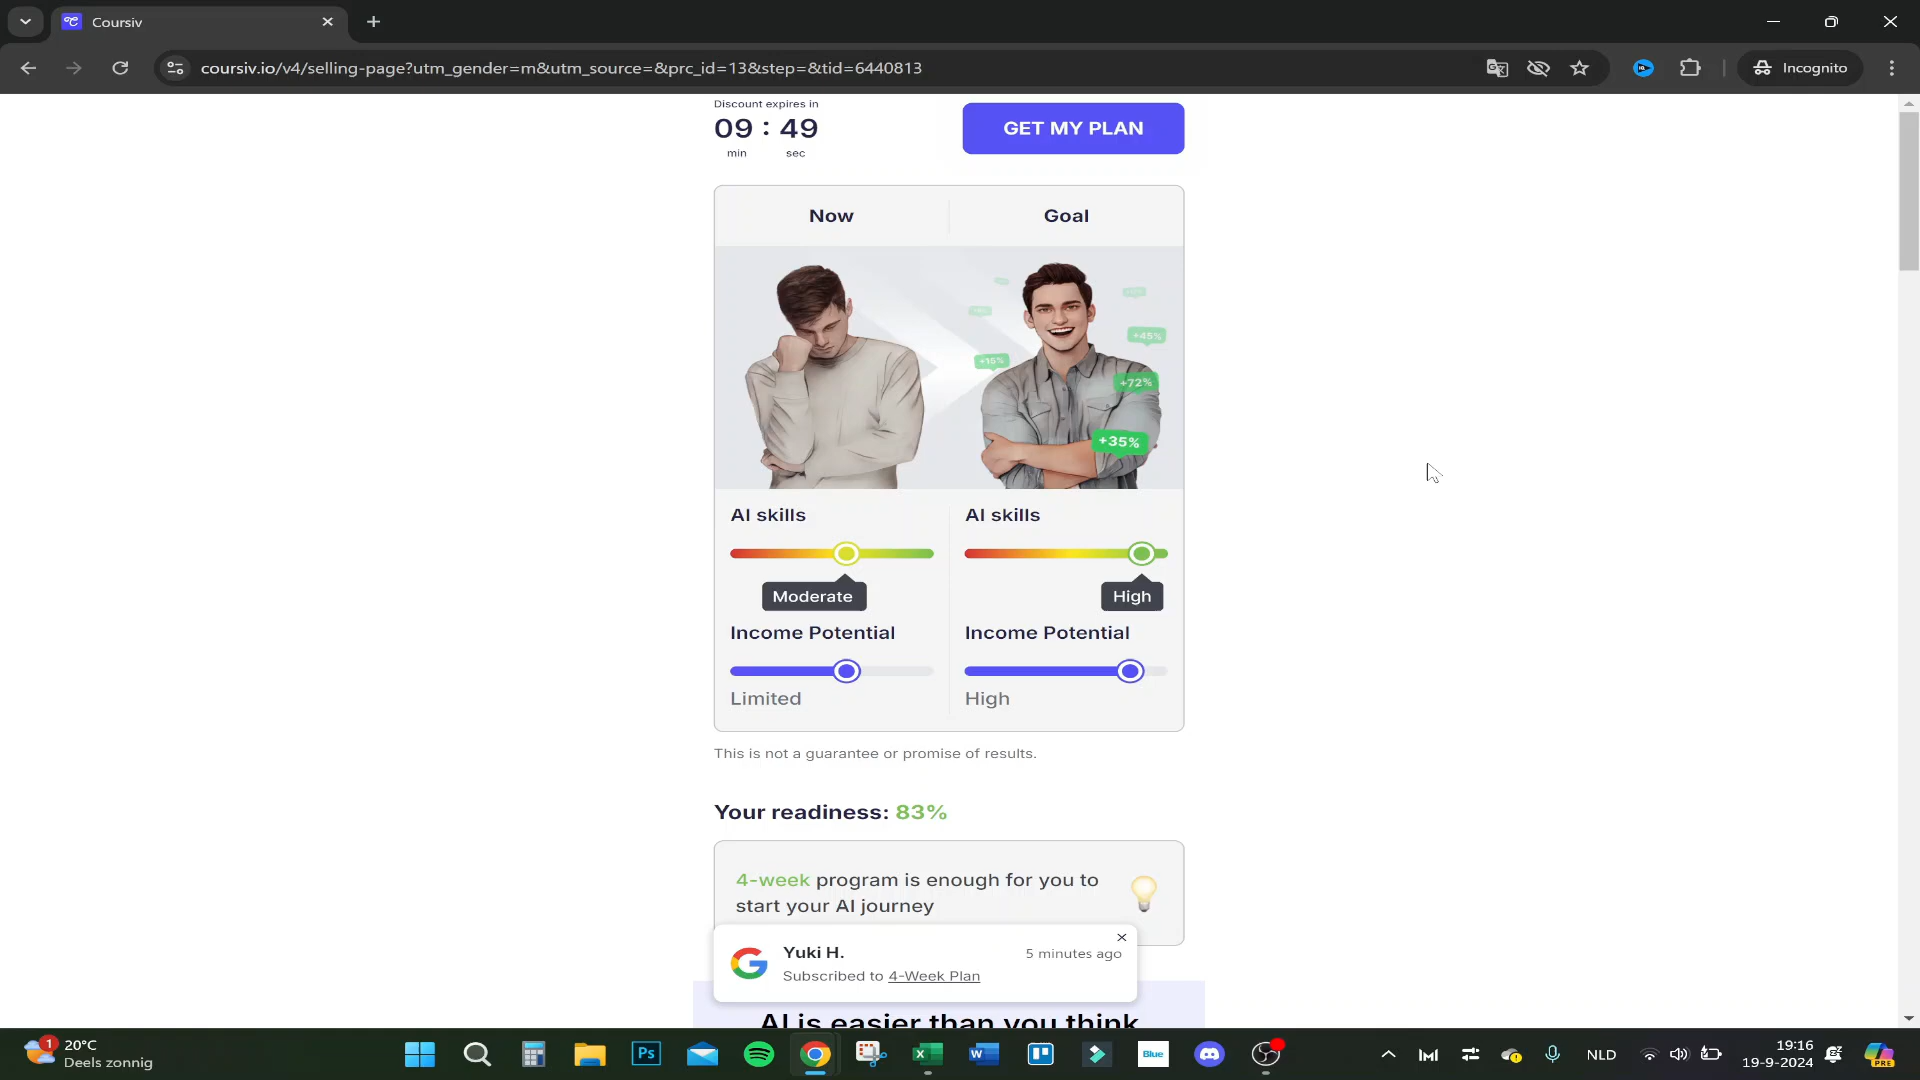 Coursiv
coursiv.io/v4/selling-page?utm_gender=m&utm_source=&prc_id=13&step=&tid=6440813
Incognito
Discount expires in
09 : 49
min sec
GET MY PLAN
Now Goal
+45%
+15%
+72%
+35%
AI skills AI skills
Moderate High
Income Potential Income Potential
Limited High
This is not a guarantee or promise of results.
Your readiness: 83%
4-week program is enough for you to
start your AI journey
Yuki H. 5 minutes ago
Subscribed to 4-Week Plan
AI is easier than you think
1
20°C
Deels zonnig
Ps
Blue
NLD
19:16
19-9-2024
PRE